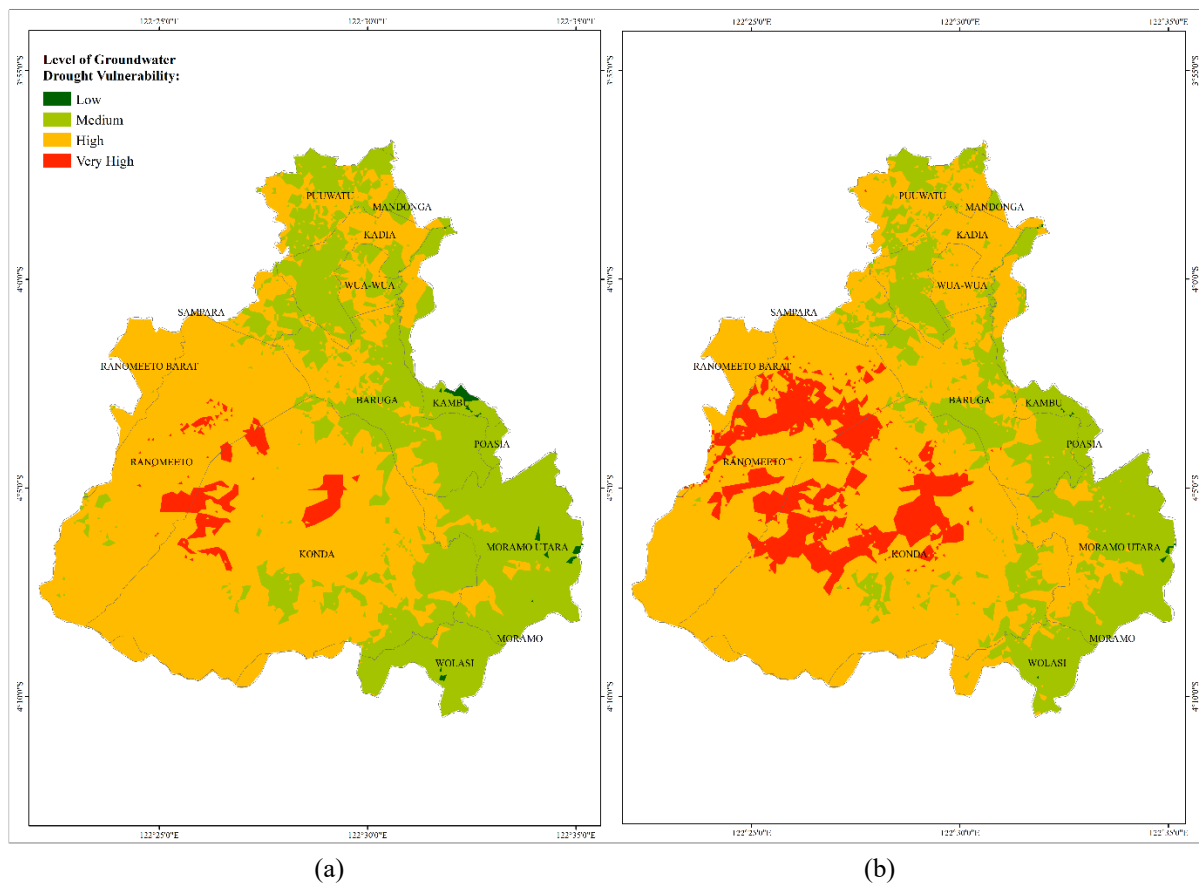 122°25'0"E 122°30'0"E 122°35'0"E
122°25'0"E 122°30'0"E 122°35'0"E
3°55'0"S
4°0'0"S
4°5'0"S
4°10'0"S
Level of Groundwater
Drought Vulnerability:
Low
Medium
High
Very High
PUUWATU
MANDONGA
KADIA
WUA-WUA
SAMPARA
RANOMEETO BARAT
BARUGA
KAMBU
POASIA
RANOMEETO
MORAMO UTARA
KONDA
MORAMO
WOLASI
122°25'0"E 122°30'0"E 122°35'0"E
PUUWATU
MANDONGA
KADIA
WUA-WUA
SAMPARA
RANOMEETO BARAT
BARUGA
KAMBU
POASIA
RANOMEETO
MORAMO UTARA
KONDA
MORAMO
WOLASI
3°55'0"S
4°0'0"S
4°5'0"S
4°10'0"S
122°25'0"E 122°30'0"E 122°35'0"E
(a)
(b)